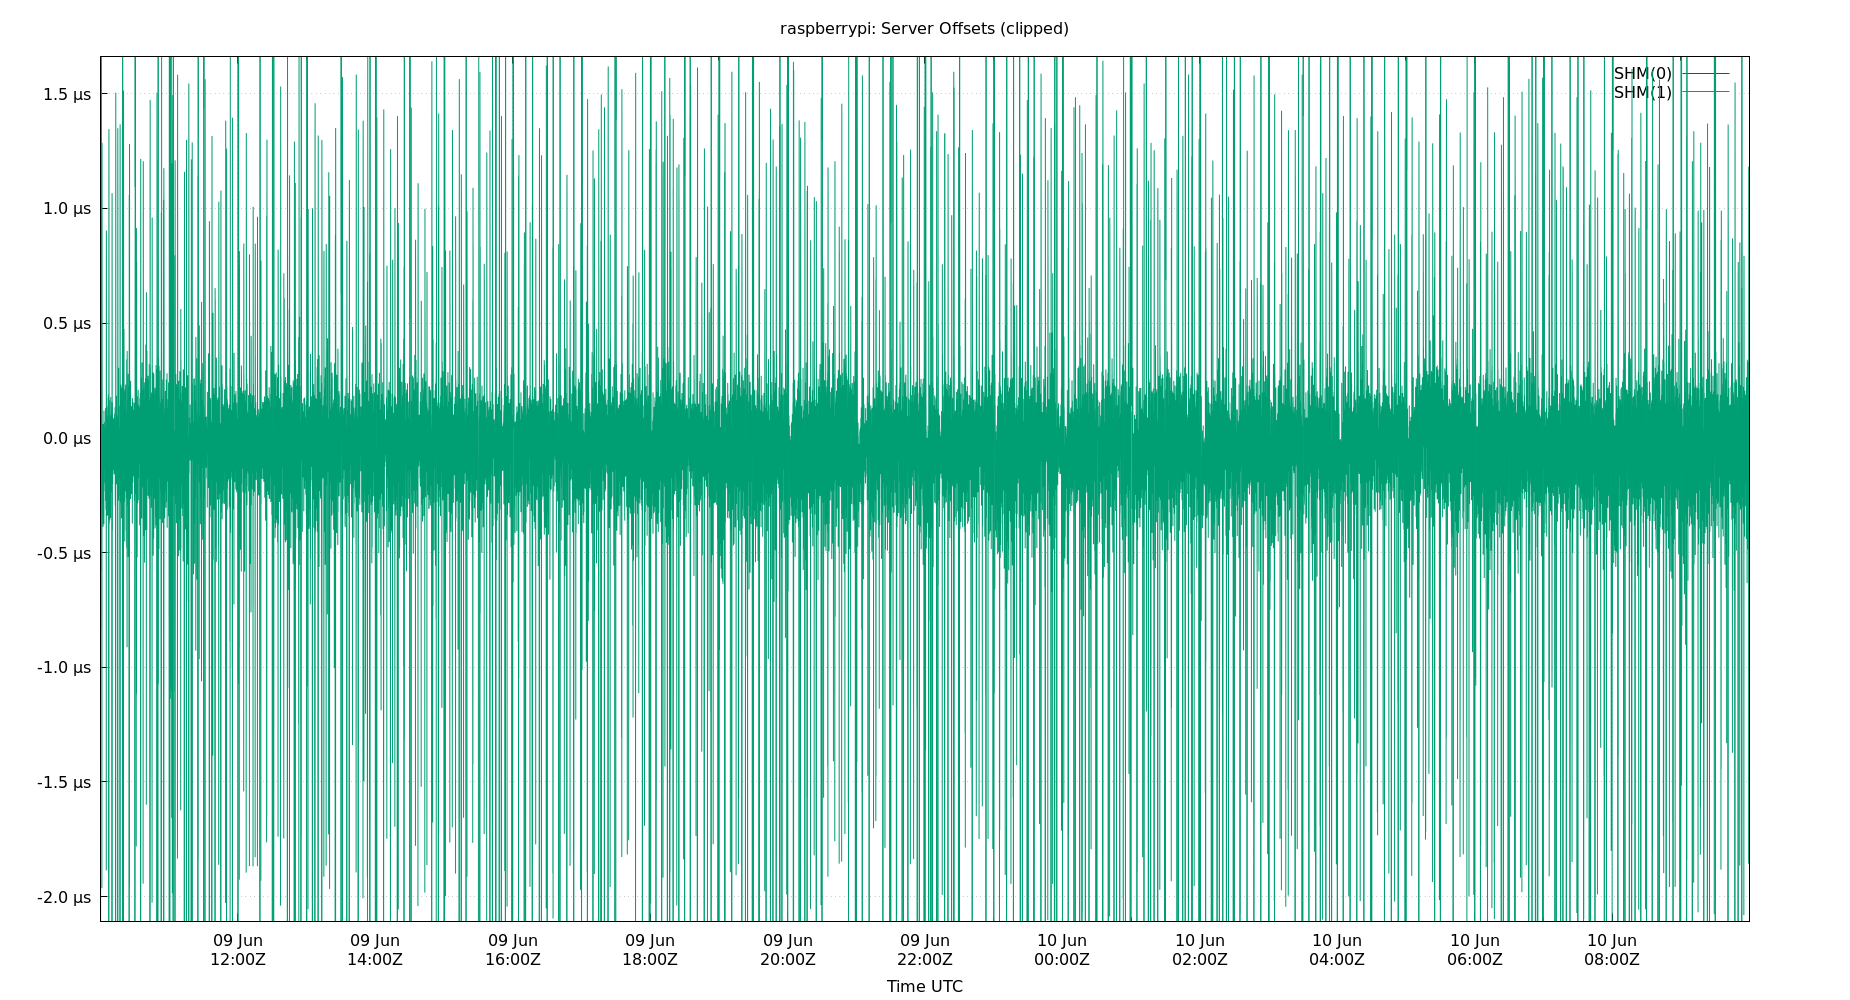 raspberrypi: Server Offsets (clipped)
SHM(0)
SHM(1)
1.5 µs
1.0 µs
0.5 µs
0.0 µs
-0.5 µs
-1.0 µs
-1.5 µs
-2.0 µs
09 Jun 09 Jun 09 Jun 09 Jun 09 Jun 09 Jun 10 Jun 10 Jun 10 Jun 10 Jun 10 Jun
12:00Z 14:00Z 16:00Z 18:00Z 20:00Z 22:00Z 00:00Z 02:00Z 04:00Z 06:00Z 08:00Z
Time UTC